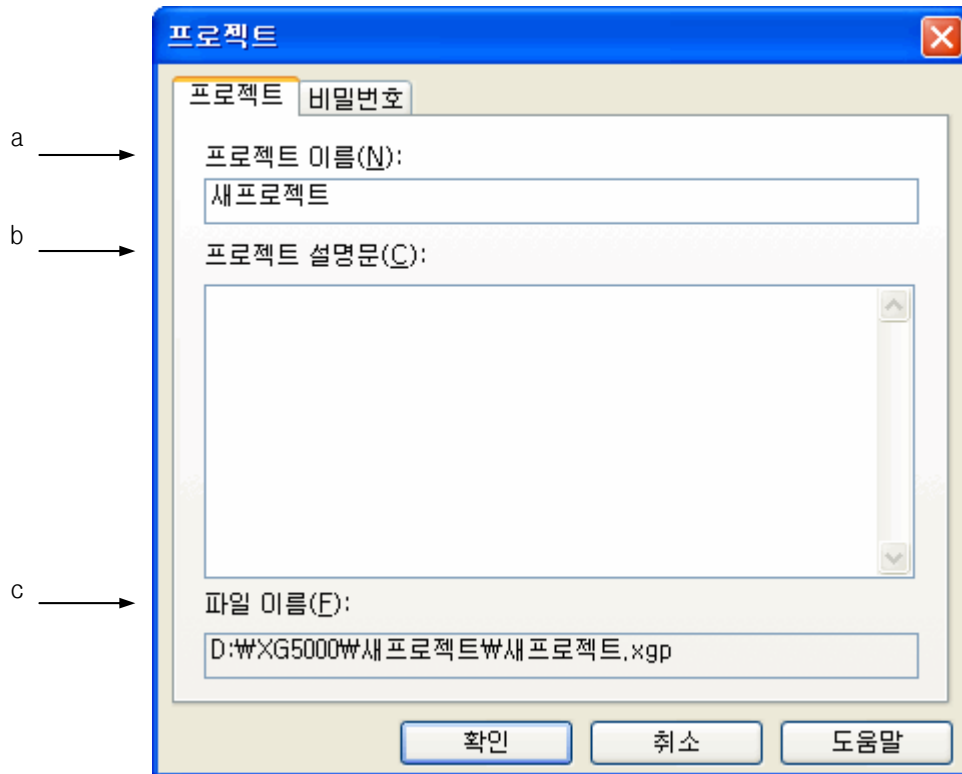 프로젝트
프로젝트 비밀번호
a
프로젝트 이름(N):
새프로젝트
b
프로젝트 설명문(C):
c
파일 이름(F):
D:₩XG5000₩새프로젝트₩새프로젝트.xgp
확인 취소 도움말